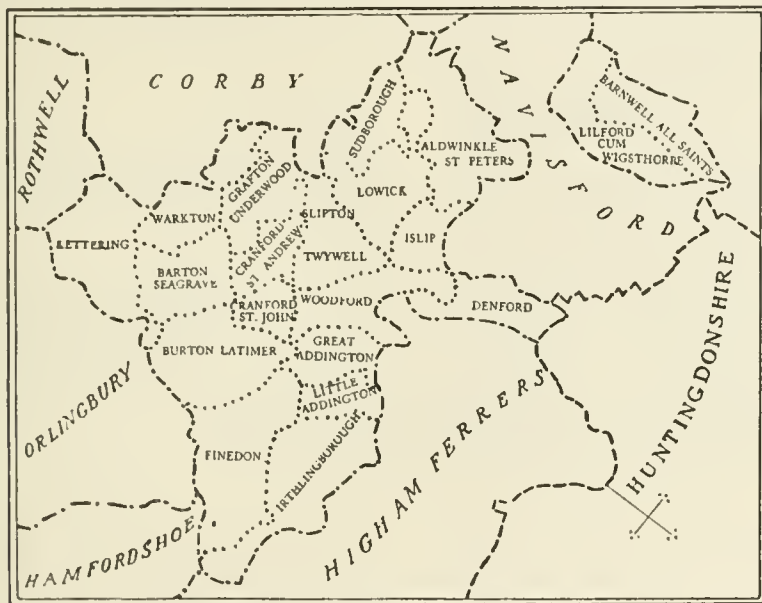 CORBY
ROTHWELL
NAVISFORD
SUDBOROUGH
BARNWELL ALL SAINTS
ALDWINKLE
ST PETERS
LILFORD
CUM
WIGSTHORPE
GRAFTON
UNDERWOOD
LOWICK
WARKTON
SLIPTON
KETTERING
CRANFORD
ST ANDREW
ISLIP
TWYWELL
BARTON
SEAGRAVE
CRANFORD
ST. JOHN
WOODFORD
DENFORD
BURTON LATIMER
GREAT
ADDINGTON
LITTLE
ADDINGTON
ORLINGBURY
FINEDON
IRTHLINGBOROUGH
HIGHAM FERRERS
HUNTINGDONSHIRE
HAMFORDSHOE